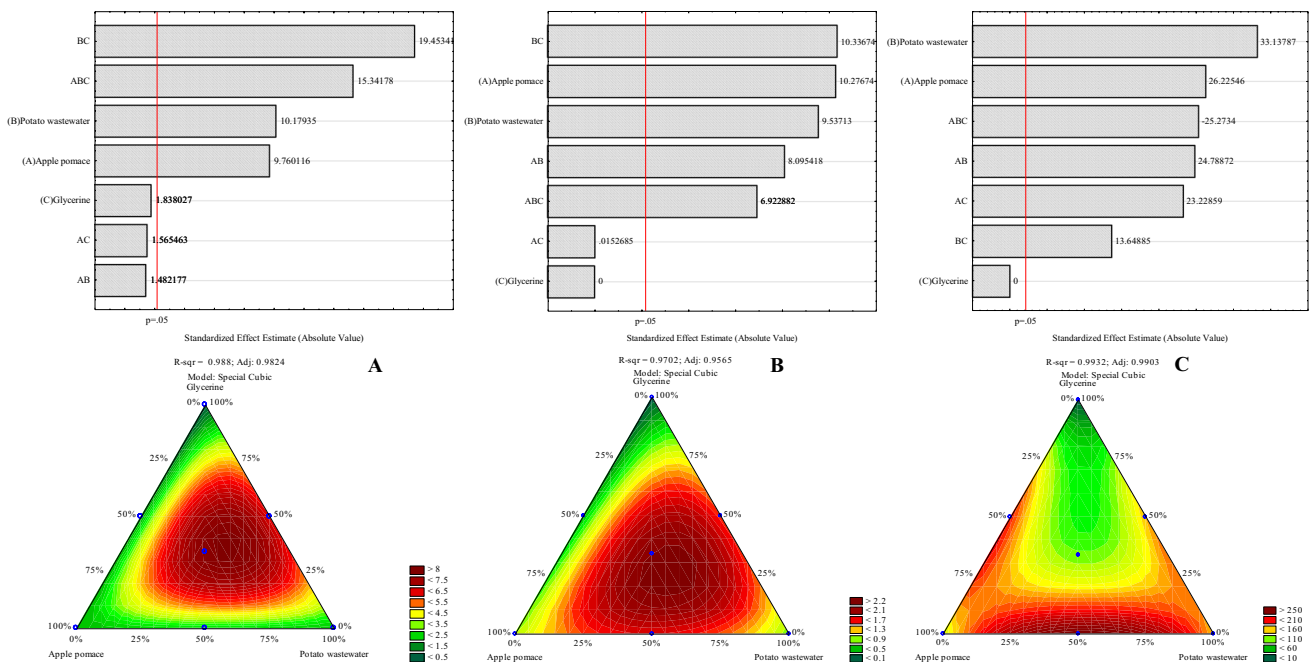 BC
19.45341
ABC
15.34178
(B)Potato wastewater
10.17935
(A)Apple pomace
9.760116
(C)Glycerine
1.838027
AC
1.565463
AB
1.482177
p=.05
Standardized Effect Estimate (Absolute Value)
BC
10.33674
(A)Apple pomace
10.27674
(B)Potato wastewater
9.53713
AB
8.095418
ABC
6.922882
AC
.0152685
(C)Glycerine
0
p=.05
Standardized Effect Estimate (Absolute Value)
(B)Potato wastewater
33.13787
(A)Apple pomace
26.22546
ABC
-25.2734
AB
24.78872
AC
23.22859
BC
13.64885
(C)Glycerine
0
p=.05
Standardized Effect Estimate (Absolute Value)
R-sqr = 0.988; Adj: 0.9824
A
Model: Special Cubic
Glycerine
0% 100%
25% 75%
50% 50%
75% 25%
100% 0%
0% 25% 50% 75% 100%
Apple pomace Potato wastewater
> 8
< 7.5
< 6.5
< 5.5
< 4.5
< 3.5
< 2.5
< 1.5
< 0.5
R-sqr = 0.9702; Adj: 0.9565
B
Model: Special Cubic
Glycerine
0% 100%
25% 75%
50% 50%
75% 25%
100% 0%
0% 25% 50% 75% 100%
Apple pomace Potato wastewater
> 2.2
< 2.1
< 1.7
< 1.3
< 0.9
< 0.5
< 0.1
R-sqr = 0.9932; Adj: 0.9903
C
Model: Special Cubic
Glycerine
0% 100%
25% 75%
50% 50%
75% 25%
100% 0%
0% 25% 50% 75% 100%
Apple pomace Potato wastewater
> 250
< 210
< 160
< 110
< 60
< 10